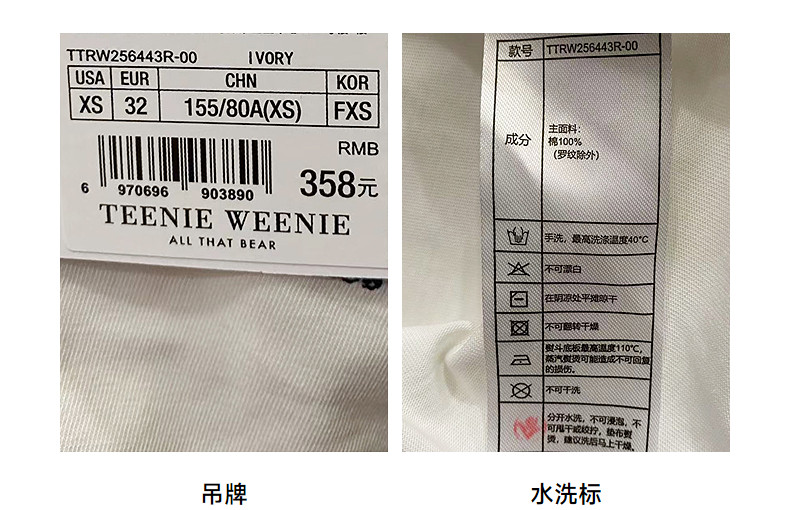 TTRW256443R-00 IVORY
USA EUR CHN KOR
XS 32 155/80A(XS) FXS
RMB
358元
6 970696 903890
TEENIE WEENIE
ALL THAT BEAR
款号 TTRW256443R-00
成分
主面料:
棉100%
(罗纹除外)
手洗，最高洗涤温度40°C
不可漂白
在阴凉处平摊晾干
不可翻转干燥
熨斗底板最高温度110℃，
蒸汽熨烫可能造成不可回复
的损伤。
不可干洗
分开水洗，不可浸泡，不
可甩干或绞拧，垫布熨
烫，建议洗后马上干燥。
吊牌
水洗标